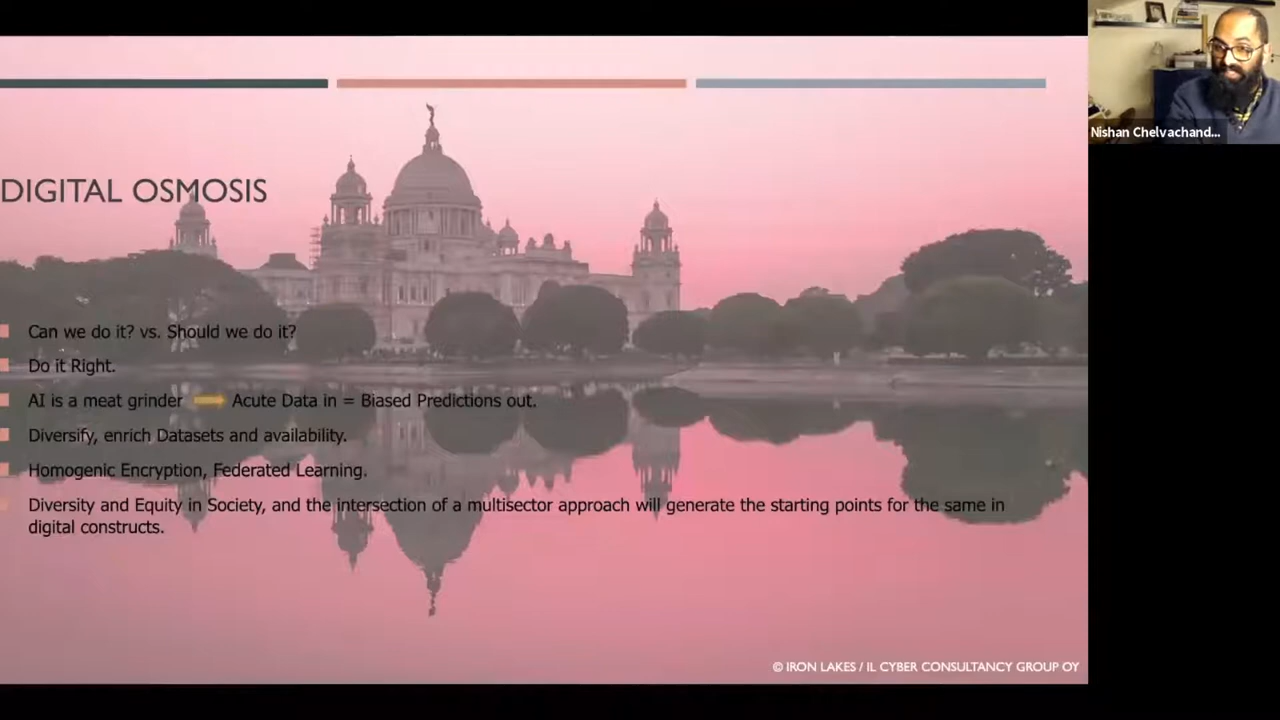 Nishan Chelvachand...
DIGITAL OSMOSIS
Can we do it? vs. Should we do it?
Do it Right.
AI is a meat grinder Acute Data in = Biased Predictions out.
Diversify, enrich Datasets and availability.
Homogenic Encryption, Federated Learning.
Diversity and Equity in Society, and the intersection of a multisector approach will generate the starting points for the same in
digital constructs.
© IRON LAKES / IL CYBER CONSULTANCY GROUP OY